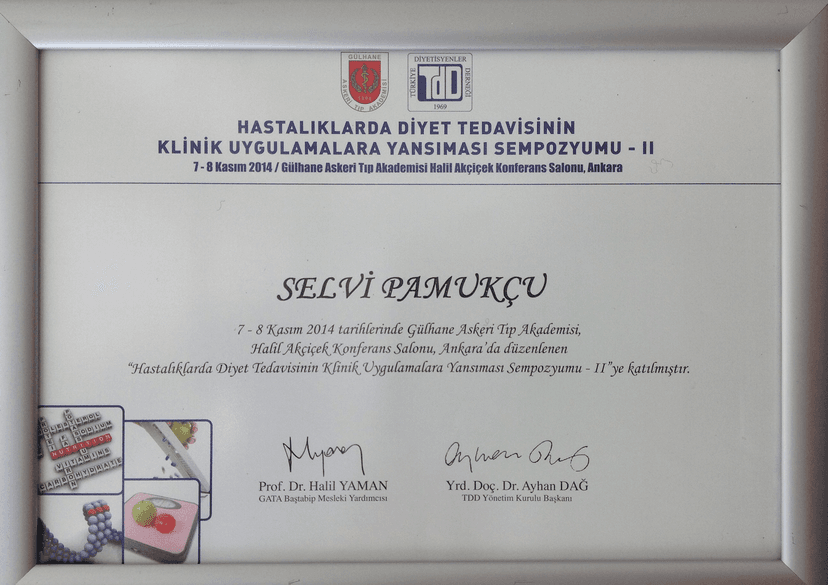 GÜLHANE
ASKERİ TIP AKADEMİSİ
DİYETİSYENLER
TÜRKİYE
DERNEĞİ
TDD
1969
HASTALIKLARDA DİYET TEDAVİSİNİN
KLİNİK UYGULAMALARA YANSIMASI SEMPOZYUMU - II
7 - 8 Kasım 2014 / Gülhane Askeri Tıp Akademisi Halil Akçiçek Konferans Salonu, Ankara
SELVİ PAMUKÇU
7 - 8 Kasım 2014 tarihlerinde Gülhane Askeri Tıp Akademisi,
Halil Akçiçek Konferans Salonu, Ankara'da düzenlenen
"Hastalıklarda Diyet Tedavisinin Klinik Uygulamalara Yansıması Sempozyumu - II"ye katılmıştır.
Prof. Dr. Halil YAMAN
GATA Baştabip Mesleki Yardımcısı
Yrd. Doç. Dr. Ayhan DAĞ
TDD Yönetim Kurulu Başkanı
SODIUM
NUTRITION
VITAMINS
CARBOHYDRATE